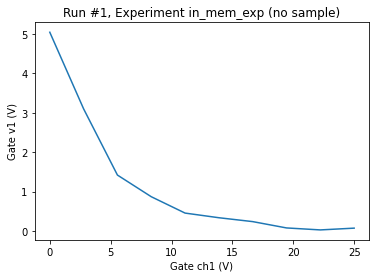 Run #1, Experiment in_mem_exp (no sample)
5
4
3
2
1
0
Gate v1 (V)
0 5 10 15 20 25
Gate ch1 (V)